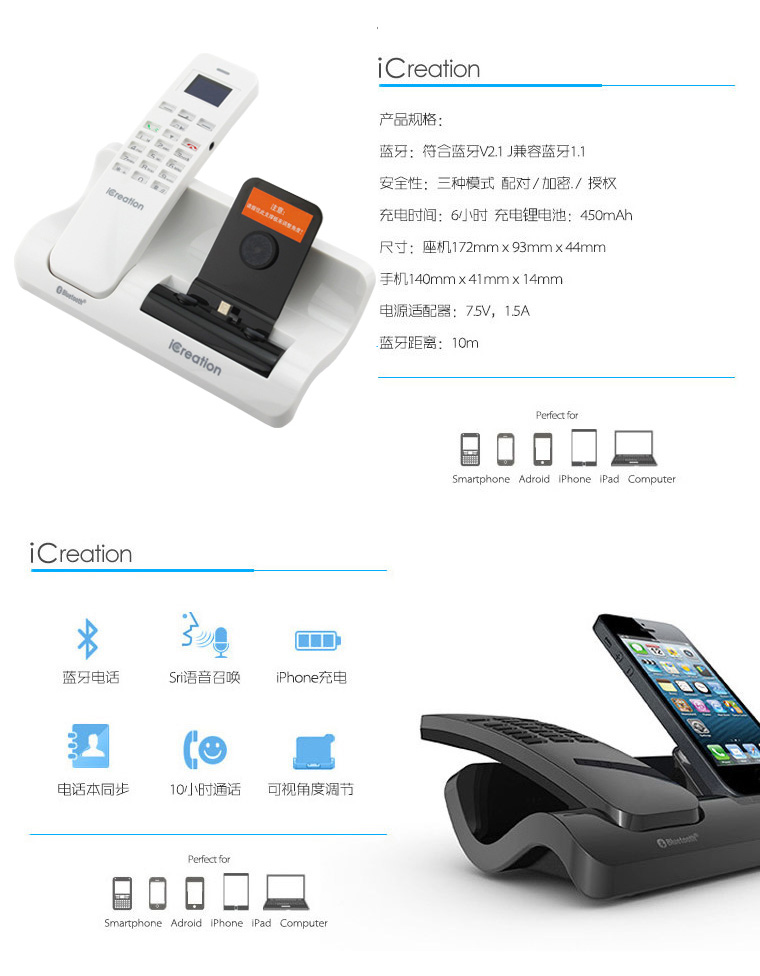 iCreation
产品规格:
蓝牙: 符合蓝牙V2.1 J兼容蓝牙1.1
安全性: 三种模式 配对/加密./ 授权
充电时间: 6小时 充电锂电池: 450mAh
尺寸: 座机172mm x 93mm x 44mm
手机140mm x 41mm x 14mm
电源适配器: 7.5V, 1.5A
蓝牙距离: 10m
Perfect for
Smartphone Adroid iPhone iPad Computer
iCreation
注意:
Bluetooth
iCreation
iCreation
蓝牙电话 Sri语音召唤 iPhone充电
电话本同步 10小时通话 可视角度调节
Perfect for
Smartphone Adroid iPhone iPad Computer
Bluetooth